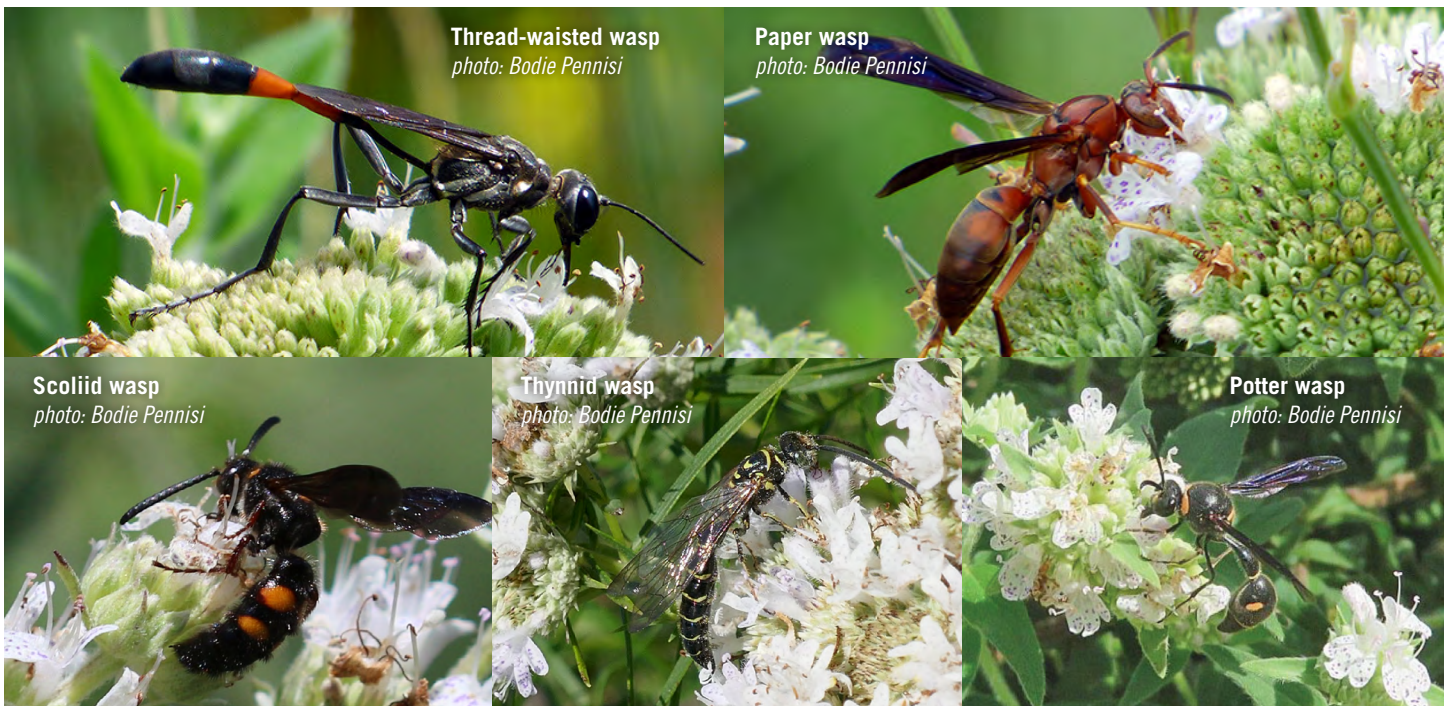 Thread-waisted wasp
photo: Bodie Pennisi
Paper wasp
photo: Bodie Pennisi
Scoliid wasp
photo: Bodie Pennisi
Thynnid wasp
photo: Bodie Pennisi
Potter wasp
photo: Bodie Pennisi